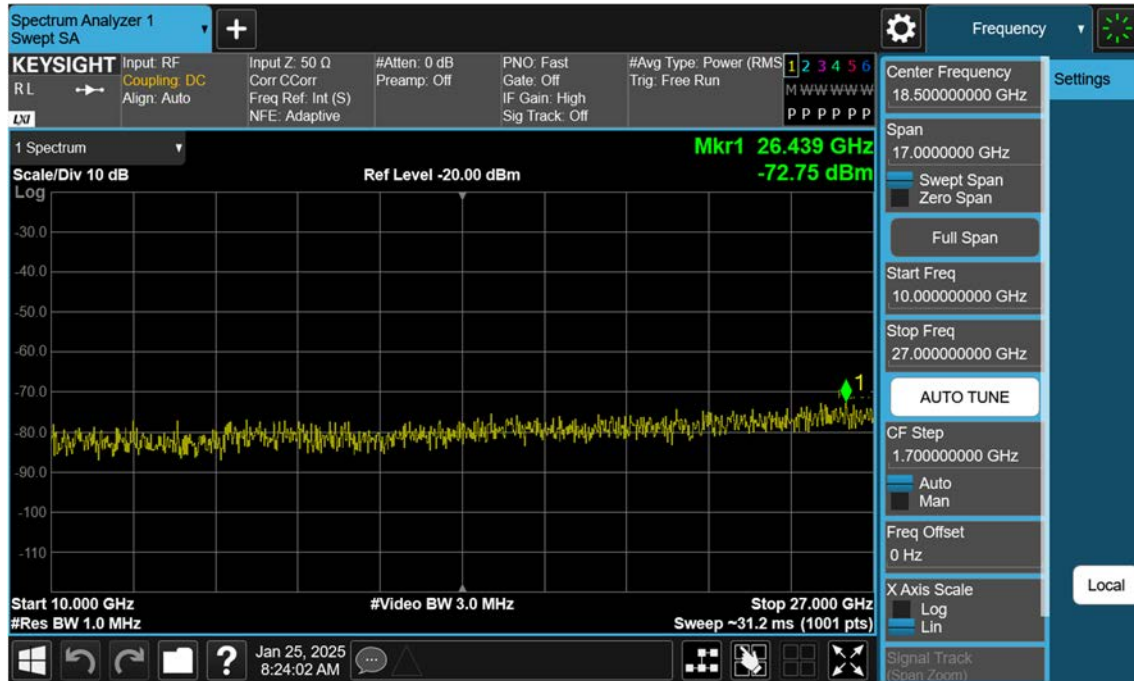 Spectrum Analyzer 1
Swept SA
Frequency
KEYSIGHT
RL
LXI
Input: RF
Coupling: DC
Align: Auto
Input Z: 50 Ω
Corr CCorr
Freq Ref: Int (S)
NFE: Adaptive
#Atten: 0 dB
Preamp: Off
PNO: Fast
Gate: Off
IF Gain: High
Sig Track: Off
#Avg Type: Power (RMS
Trig: Free Run
1 2 3 4 5 6
M W W W W W
P P P P P P
1 Spectrum
Mkr1 26.439 GHz
-72.75 dBm
Scale/Div 10 dB
Ref Level -20.00 dBm
Log
-30.0
-40.0
-50.0
-60.0
-70.0
-80.0
-90.0
-100
-110
1
Start 10.000 GHz
#Video BW 3.0 MHz
Stop 27.000 GHz
#Res BW 1.0 MHz
Sweep ~31.2 ms (1001 pts)
Center Frequency
18.500000000 GHz
Settings
Span
17.0000000 GHz
Swept Span
Zero Span
Full Span
Start Freq
10.000000000 GHz
Stop Freq
27.000000000 GHz
AUTO TUNE
CF Step
1.700000000 GHz
Auto
Man
Freq Offset
0 Hz
X Axis Scale
Log
Lin
Local
Signal Track
(Span Zoom)
?
Jan 25, 2025
8:24:02 AM